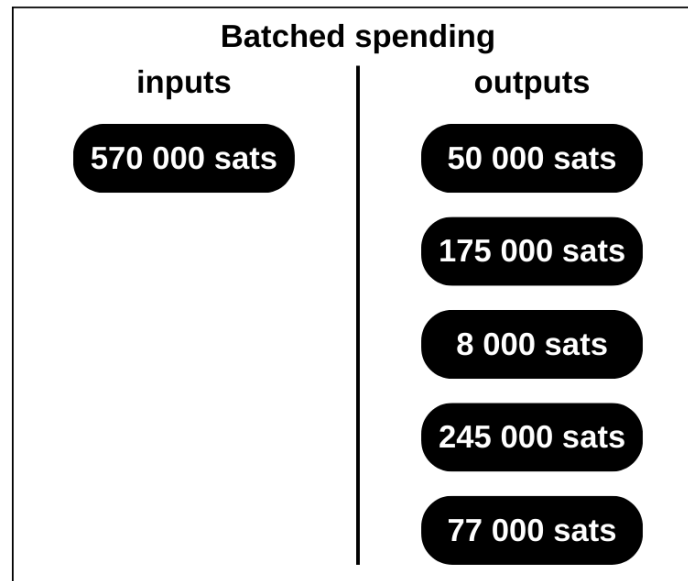 Batched spending
inputs
outputs
570 000 sats
50 000 sats
175 000 sats
8 000 sats
245 000 sats
77 000 sats